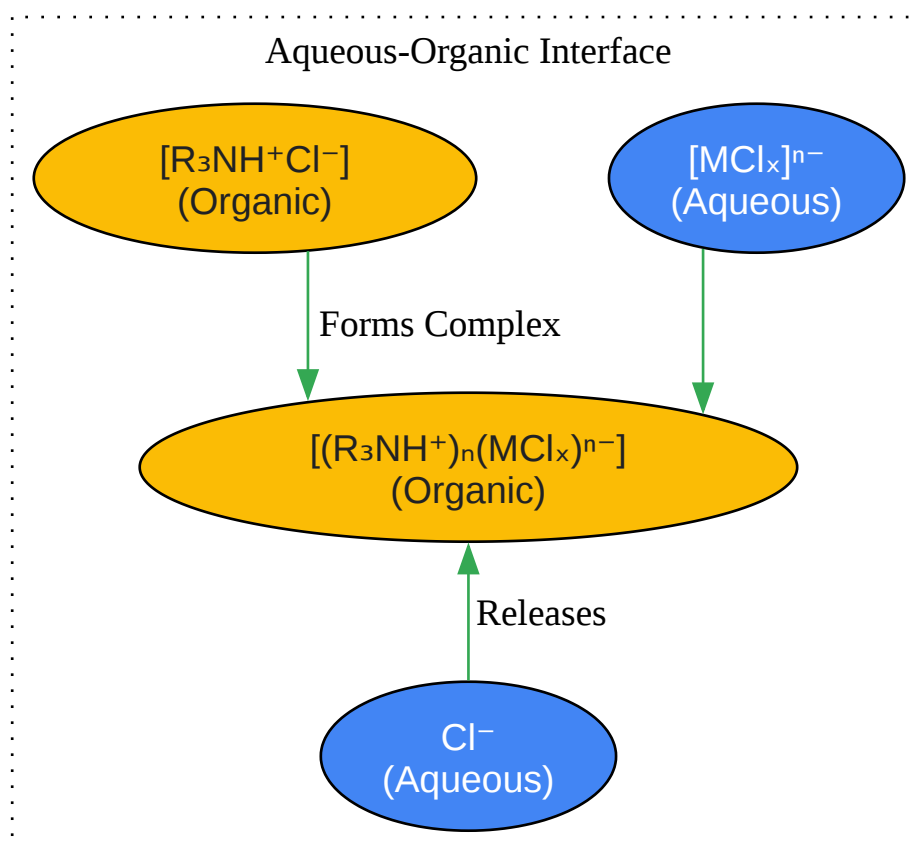 Aqueous-Organic Interface
[R₃NH⁺Cl⁻]
(Organic)
[MClₓ]ⁿ⁻
(Aqueous)
Forms Complex
[(R₃NH⁺)ₙ(MClₓ)ⁿ⁻]
(Organic)
Releases
Cl⁻
(Aqueous)